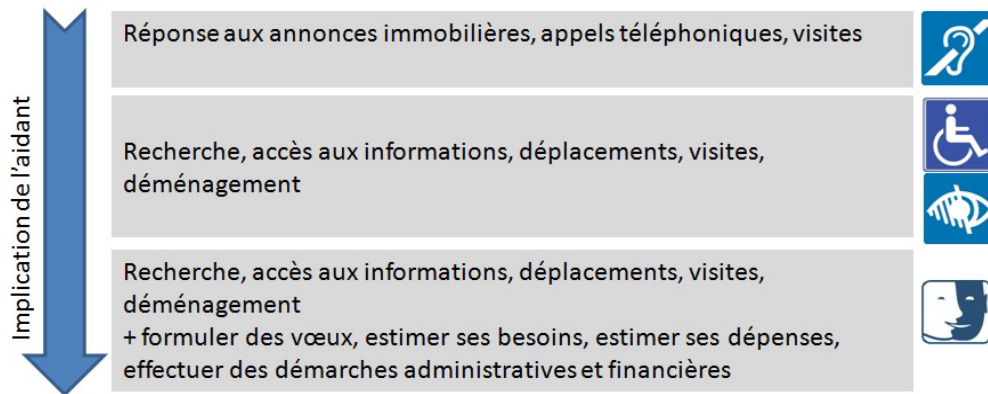 Implication de l'aidant
Réponse aux annonces immobilières, appels téléphoniques, visites
Recherche, accès aux informations, déplacements, visites,
déménagement
Recherche, accès aux informations, déplacements, visites,
déménagement
+ formuler des vœux, estimer ses besoins, estimer ses dépenses,
effectuer des démarches administratives et financières